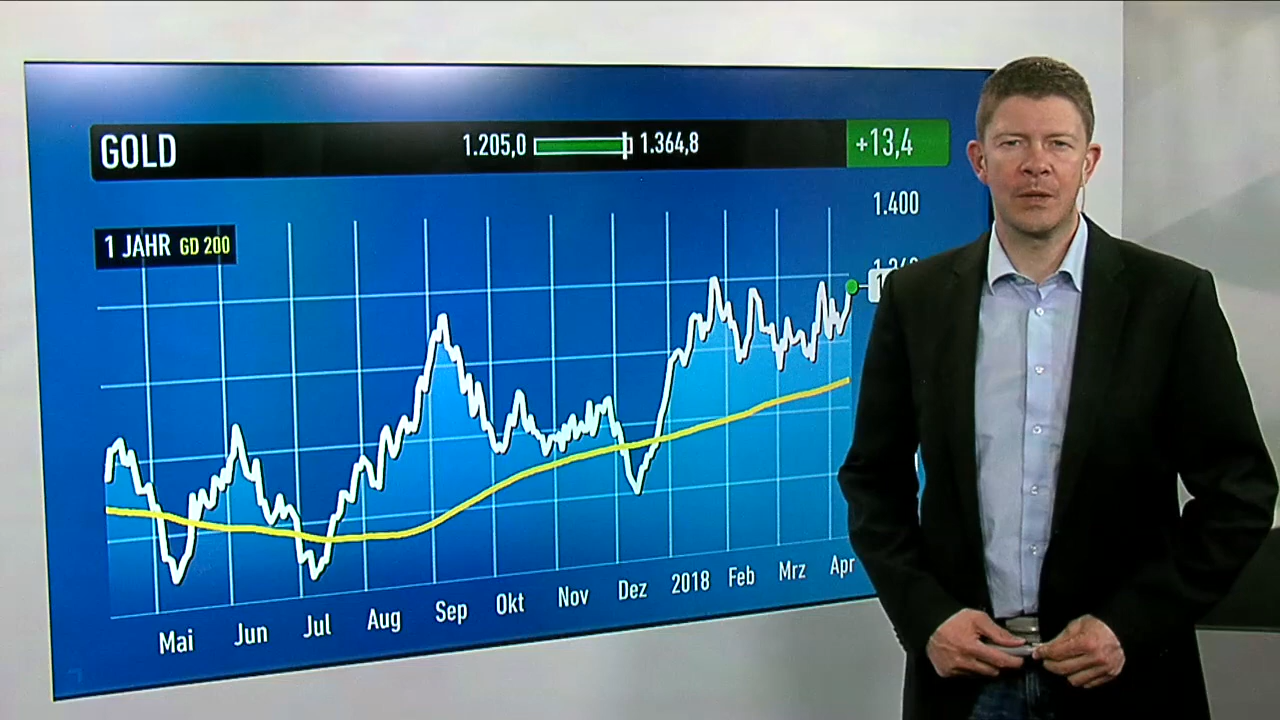 GOLD 1.205,0 1.364,8 +13,4
1.400
1 JAHR GD 200
Mai Jun Jul Aug Sep Okt Nov Dez 2018 Feb Mrz Apr